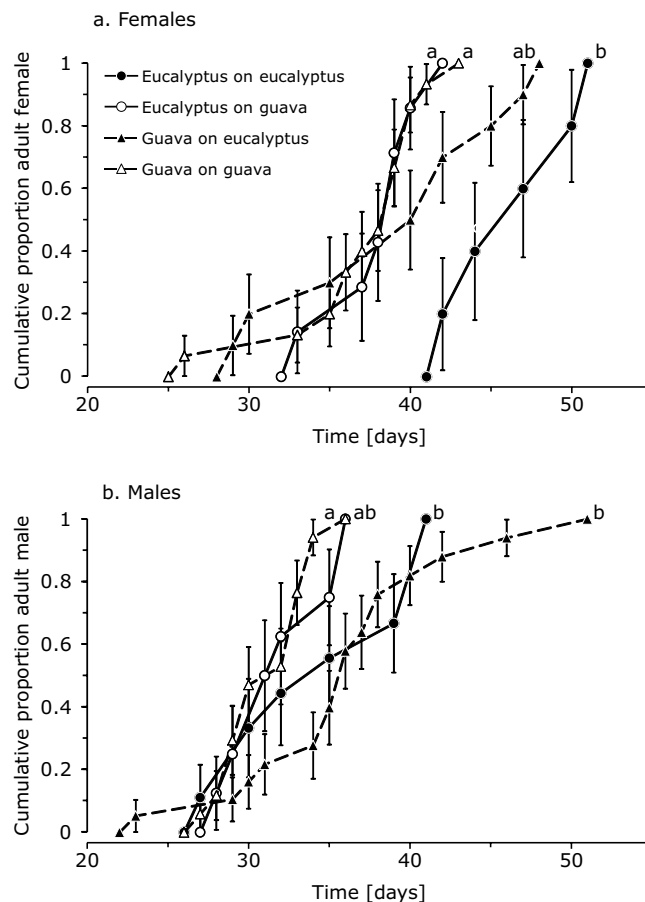 a. Females
a a ab b
1
Eucalyptus on eucalyptus
Eucalyptus on guava
0.8
Guava on eucalyptus
Guava on guava
0.6
0.4
0.2
0
Cumulative proportion adult female
20 30 40 50
Time [days]
b. Males
a ab b b
1
0.8
0.6
0.4
0.2
0
Cumulative proportion adult male
20 30 40 50
Time [days]